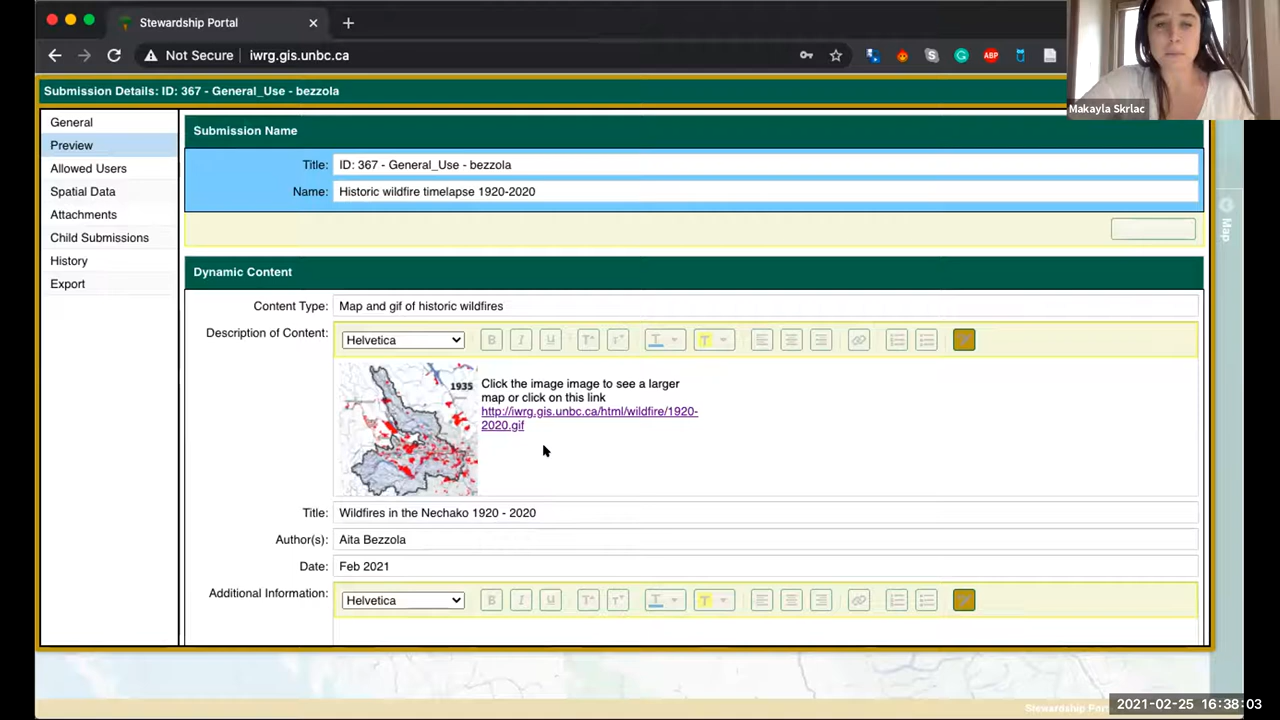 Stewardship Portal
Not Secure iwrg.gis.unbc.ca
ABP
Makayla Skrlac
Submission Details: ID: 367 - General_Use - bezzola
General
Preview
Allowed Users
Spatial Data
Attachments
Child Submissions
History
Export
Submission Name
Title: ID: 367 - General_Use - bezzola
Name: Historic wildfire timelapse 1920-2020
Map
Dynamic Content
Content Type: Map and gif of historic wildfires
Description of Content:
Helvetica
B I U
1935
Click the image image to see a larger
map or click on this link
http://iwrg.gis.unbc.ca/html/wildfire/1920-
2020.gif
Title: Wildfires in the Nechako 1920 - 2020
Author(s): Aita Bezzola
Date: Feb 2021
Additional Information:
Helvetica
B I U
2021-02-25 16:38:03